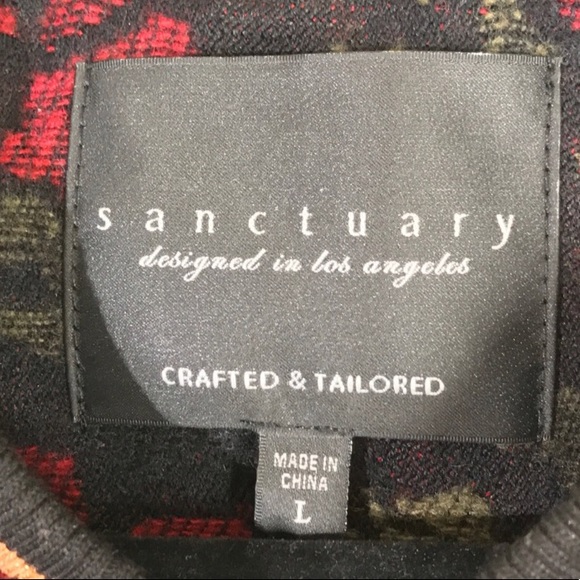 sanctuary
designed in los angeles
CRAFTED & TAILORED
MADE IN
CHINA
L